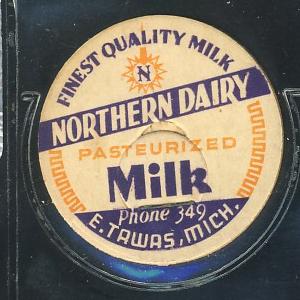 FINEST QUALITY MILK
N
NORTHERN DAIRY
PASTEURIZED
Milk
Phone 349
E. TAWAS, MICH.